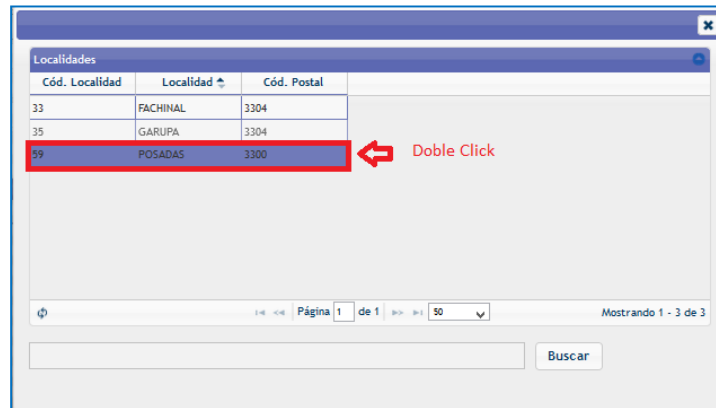 Localidades
Cód. Localidad Localidad Cód. Postal
33 FACHINAL 3304
35 GARUPA 3304
59 POSADAS 3300
Doble Click
Página 1 de 1 50 Mostrando 1 - 3 de 3
Buscar